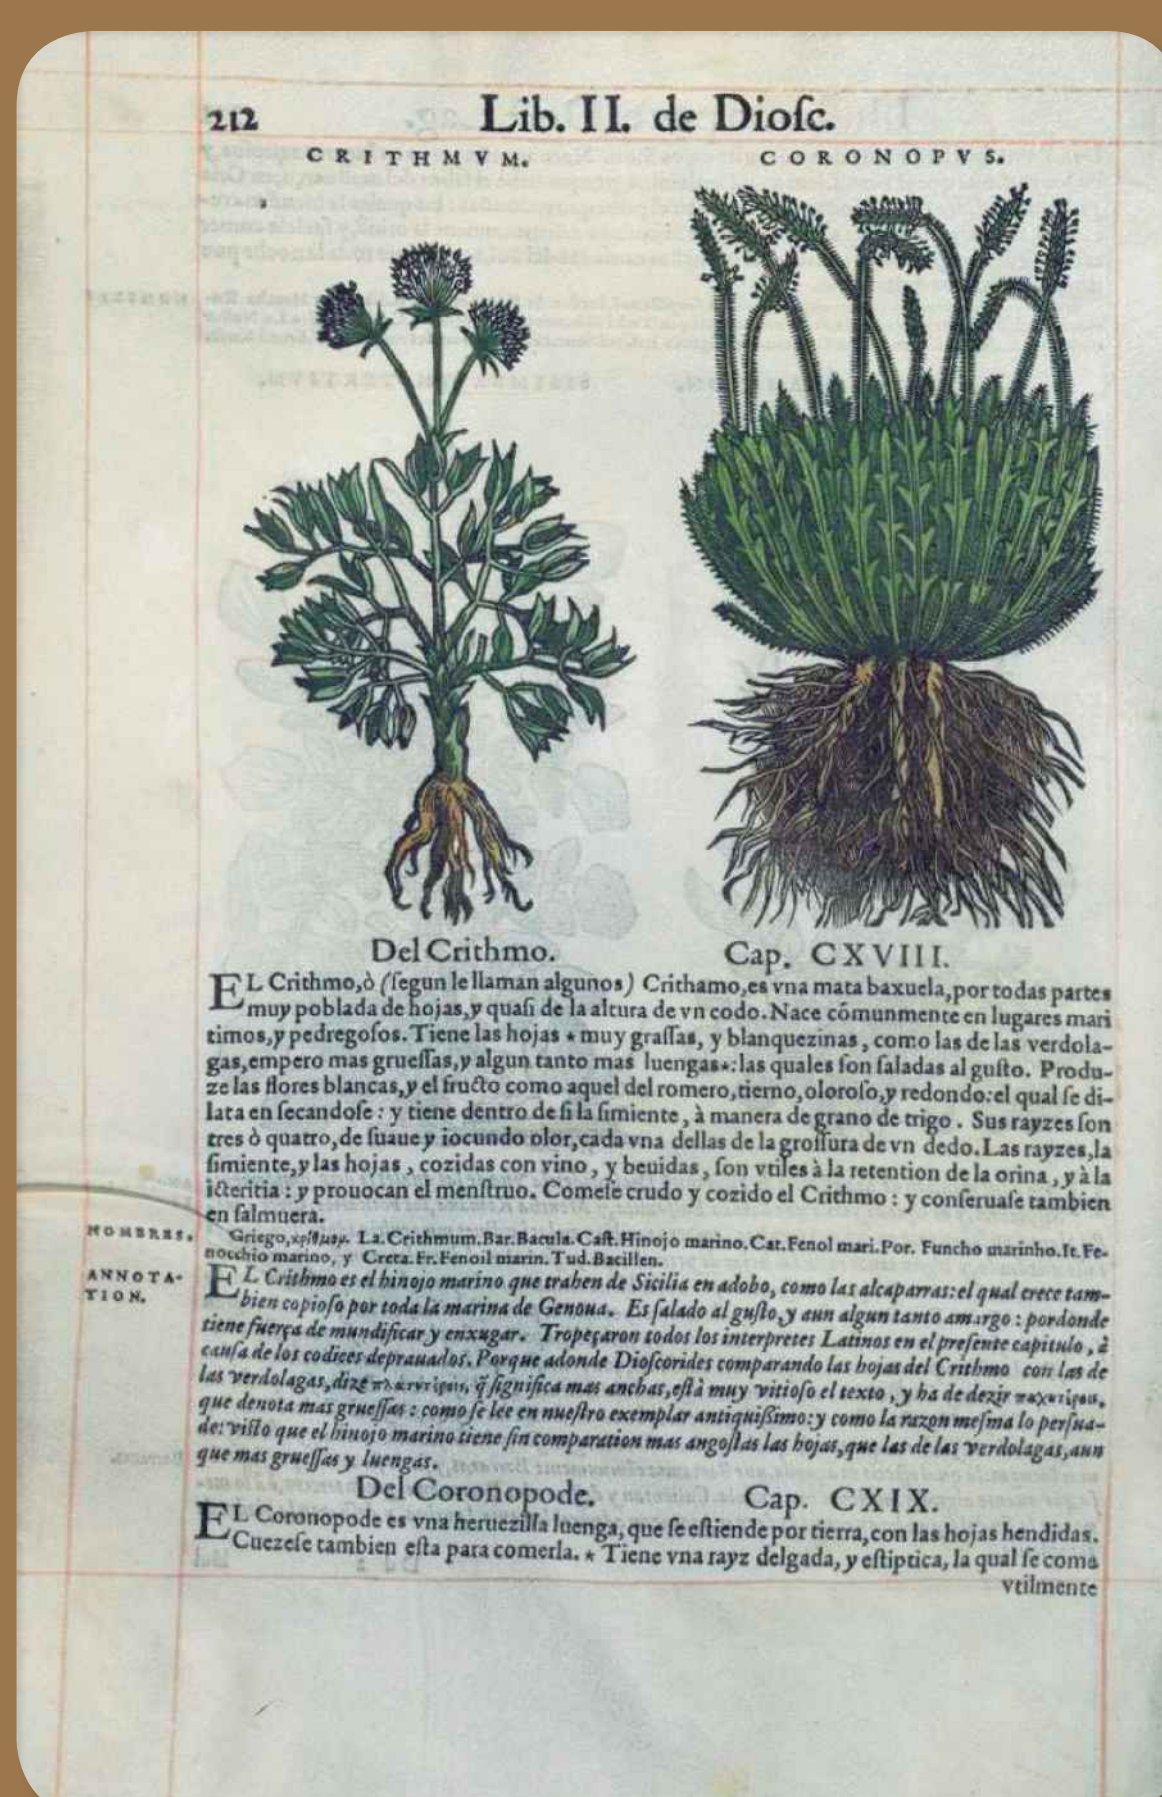 212
Lib. II. de Dioſc.
CRITHMVM.
CORONOPVS.
Del Crithmo. Cap. CXVIII.
EL Crithmo,ò (ſegun le llaman algunos) Crithamo,es vna mata baxuela,por todas partes
muy poblada de hojas,y quaſi de la altura de vn codo. Nace cómunmente en lugares mari
timos,y pedregoſos. Tiene las hojas * muy graſſas, y blanquezinas, como las de las verdola-
gas,empero mas grueſſas,y algun tanto mas luengas*: las quales ſon ſaladas al guſto. Produ-
ze las flores blancas,y el fructo como aquel del romero,tierno,oloroſo,y redondo:el qual ſe di-
lata en ſecandoſe : y tiene dentro de ſi la ſimiente, à manera de grano de trigo. Sus rayzes ſon
tres ò quatro,de ſuaue y iocundo olor,cada vna dellas de la groſſura de vn dedo. Las rayzes,la
ſimiente,y las hojas, cozidas con vino, y beuidas, ſon vtiles à la retention de la orina, y à la
icteritia : y prouocan el menſtruo. Comeſe crudo y cozido el Crithmo : y conſeruaſe tambien
en ſalmuera.
NOMBRES.
Griego, La. Crithmum. Bar. Bacula. Caſt. Hinojo marino. Cat. Fenol mari. Por. Funcho marinho. It. Fe-
nocchio marino, y Creta. Fr. Fenoil marin. Tud. Bacillen.
ANNOTA-
TION.
EL Crithmo es el hinojo marino que trahen de Sicilia en adobo, como las alcaparras:el qual crece tam-
bien copioſo por toda la marina de Genoua. Es ſalado al guſto,y aun algun tanto amargo : por donde
tiene fuerça de mundificar y enxugar. Tropeçaron todos los interpretes Latinos en el preſente capitulo, à
cauſa de los codices deprauados. Porque adonde Dioſcorides comparando las hojas del Crithmo con las de
las verdolagas, dize q̃ ſignifica mas anchas,eſtà muy vitioſo el texto, y ha de dezir
que denota mas grueſſas : como ſe lee en nueſtro exemplar antiquißimo: y como la razon meſma lo perſua-
de: viſto que el hinojo marino tiene ſin comparation mas angoſtas las hojas,que las de las verdolagas,aun
que mas grueſſas y luengas.
Del Coronopode. Cap. CXIX.
EL Coronopode es vna heruezilla luenga, que ſe eſtiende por tierra,con las hojas hendidas.
Cuezeſe tambien eſta para comerla. * Tiene vna rayz delgada, y eſtiptica, la qual ſe come
vtilmente